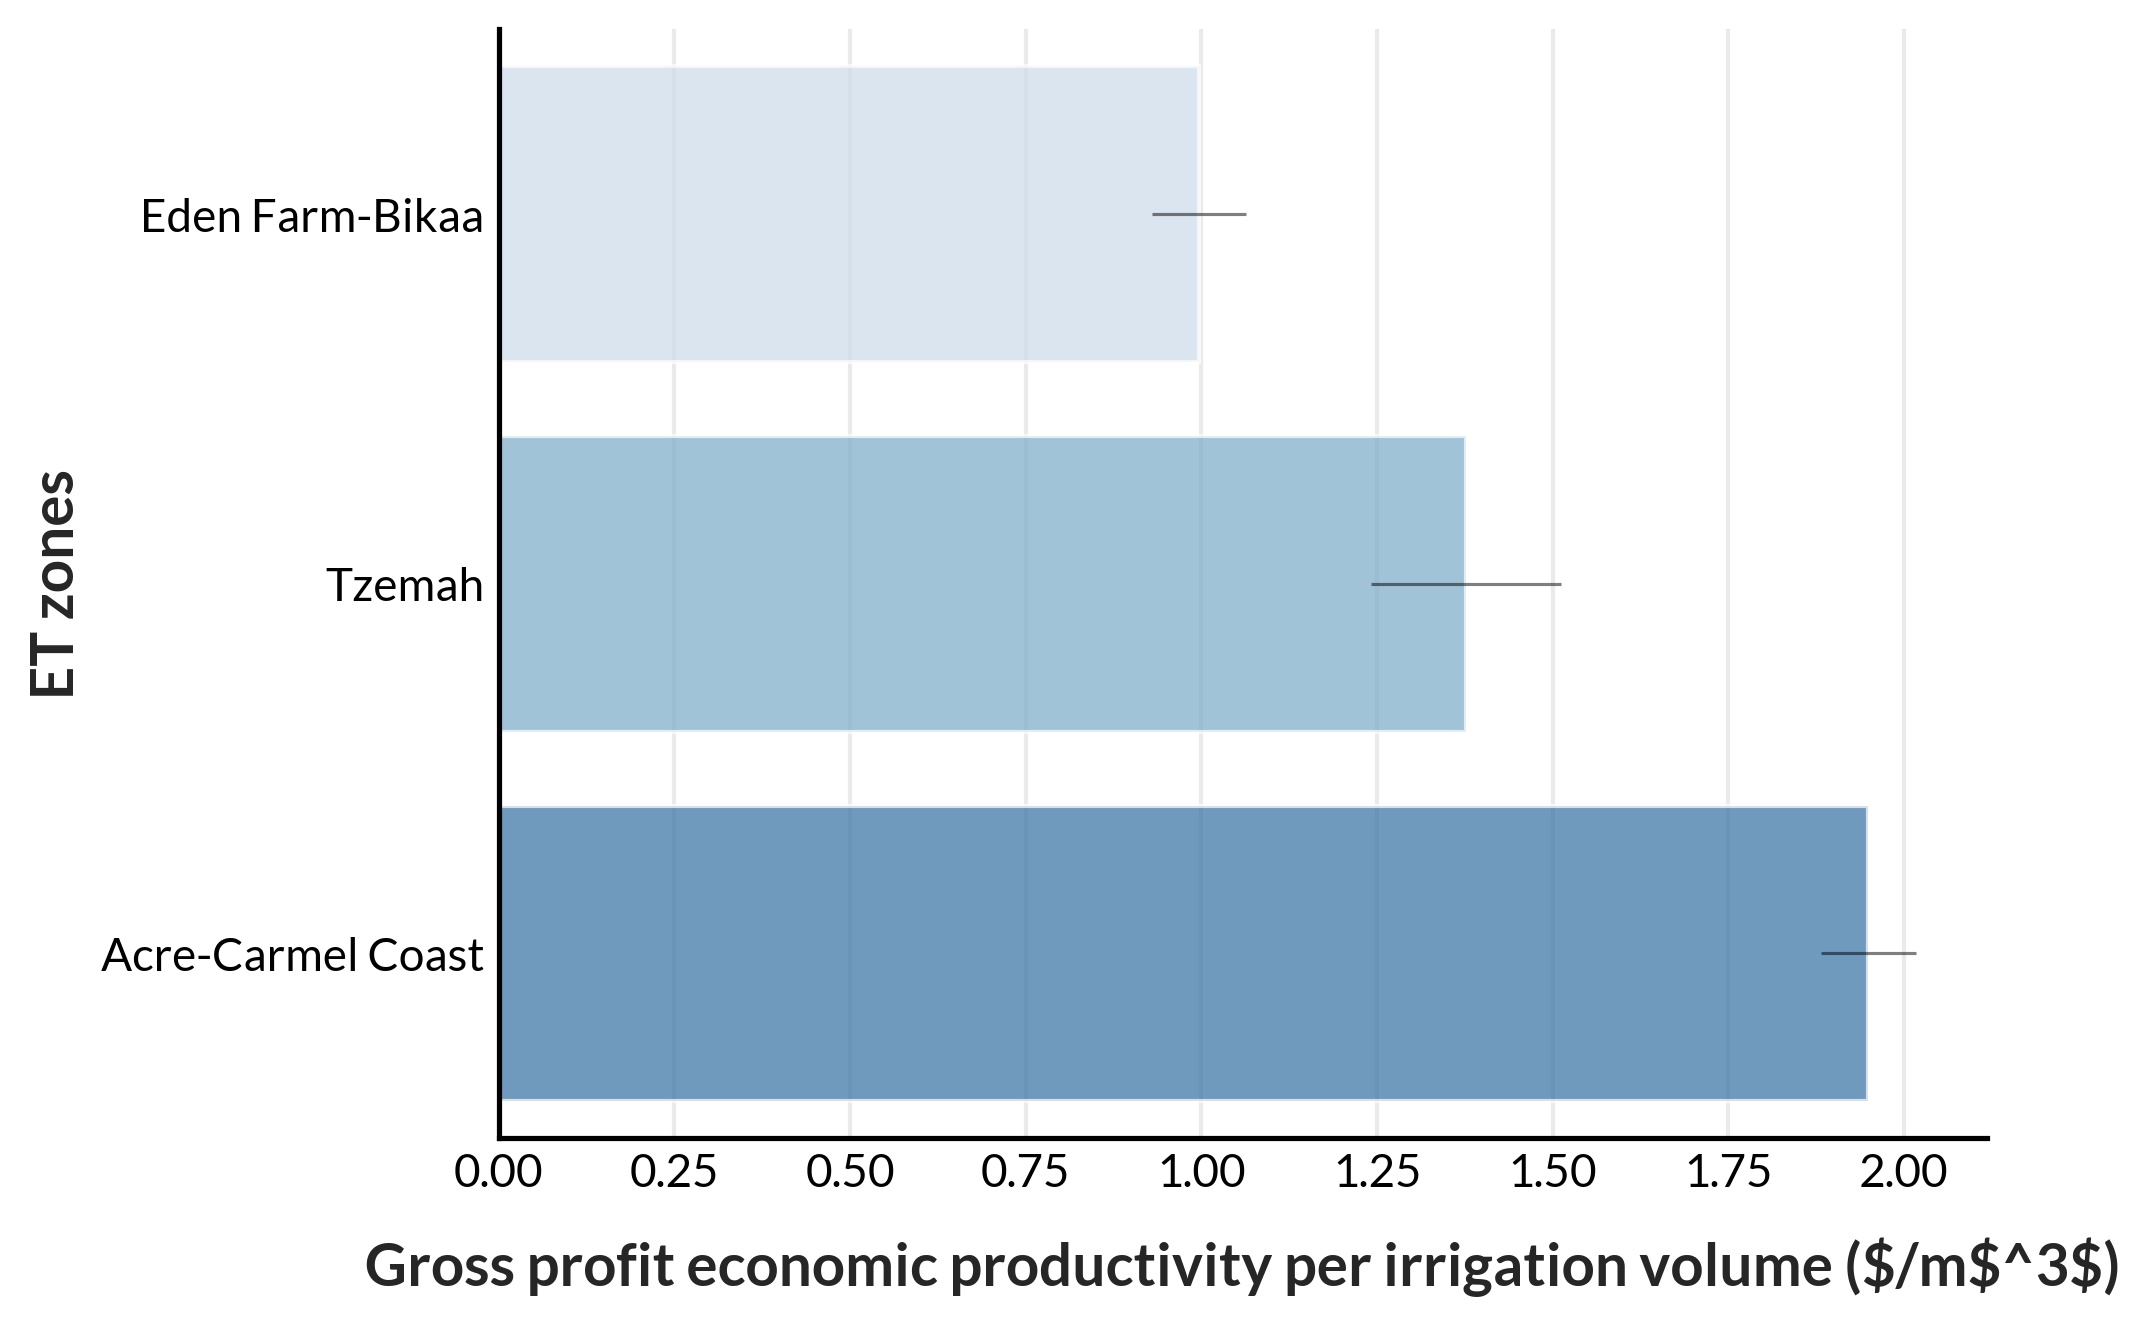 Eden Farm-Bikaa
Tzemah
Acre-Carmel Coast
ET zones
0.00 0.25 0.50 0.75 1.00 1.25 1.50 1.75 2.00
Gross profit economic productivity per irrigation volume ($/m$^3$)